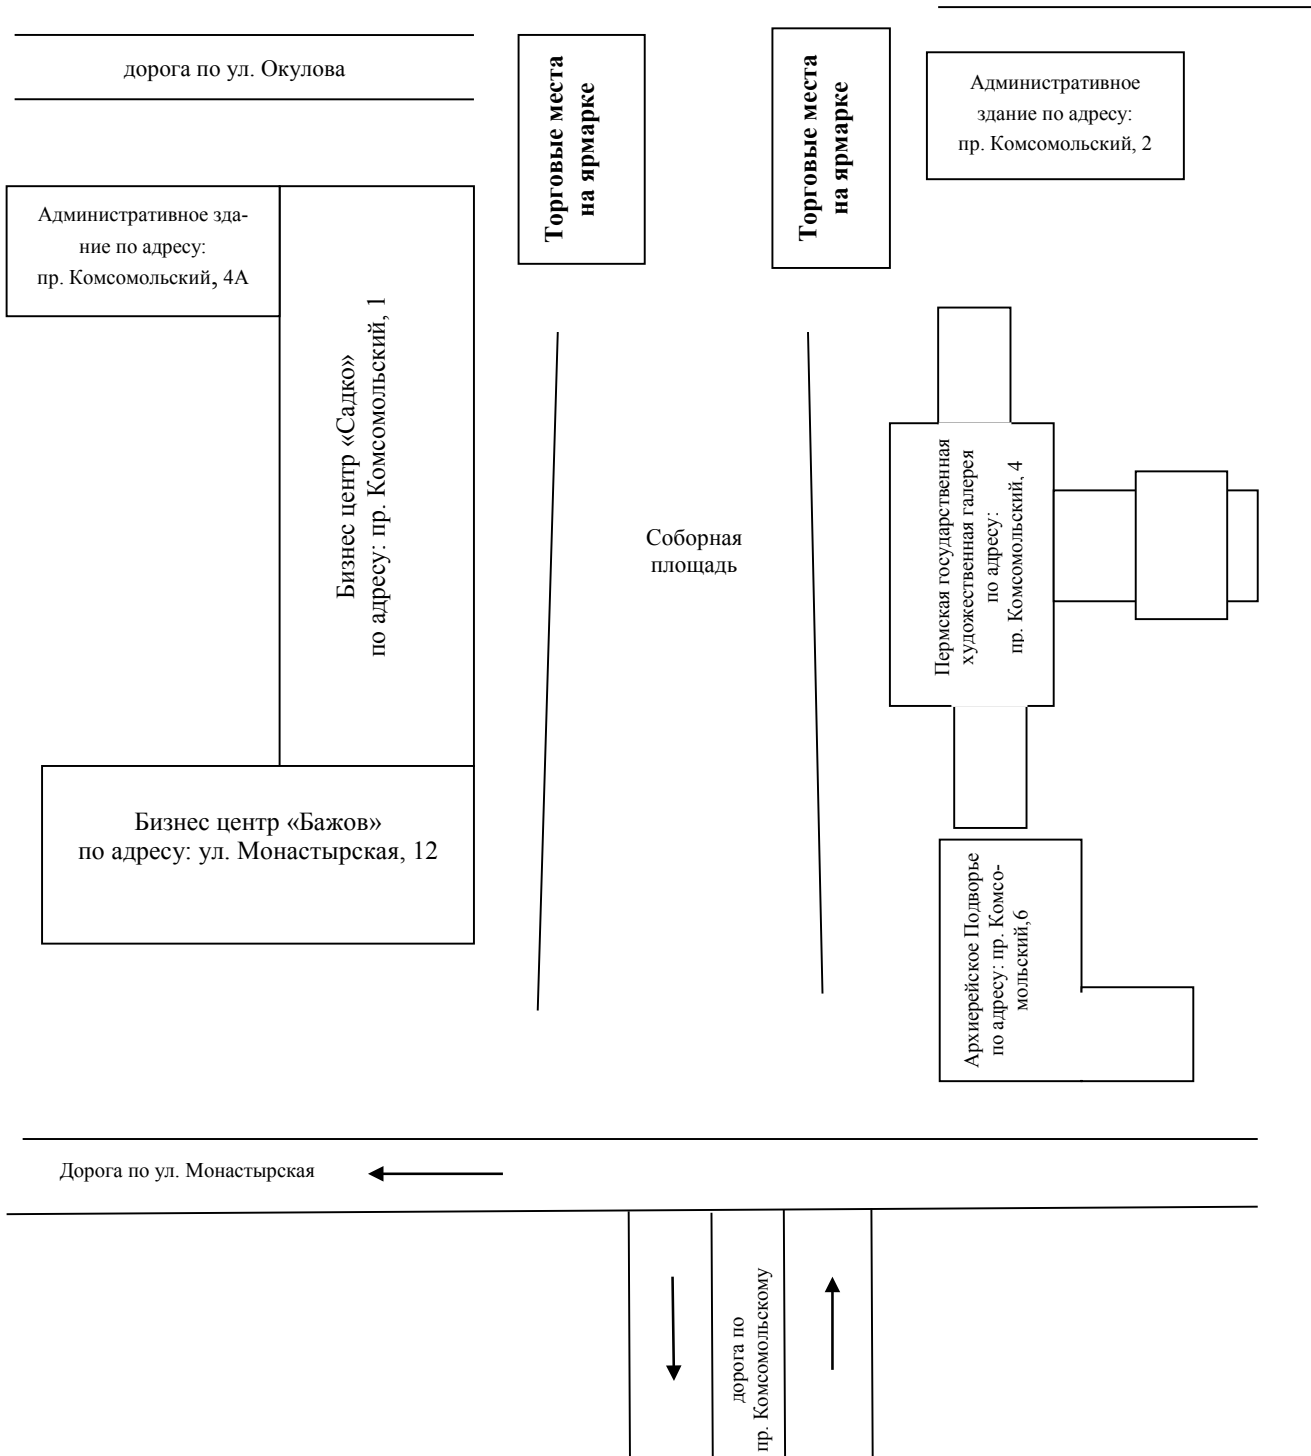 дорога по ул. Окулова
Торговые места
на ярмарке
Торговые места
на ярмарке
Административное
здание по адресу:
пр. Комсомольский, 2
Административное зда-
ние по адресу:
пр. Комсомольский, 4А
Бизнес центр «Садко»
по адресу: пр. Комсомольский, 1
Соборная
площадь
Пермская государственная
художественная галерея
по адресу:
пр. Комсомольский, 4
Бизнес центр «Бажов»
по адресу: ул. Монастырская, 12
Архиерейское Подворье
по адресу: пр. Комсо-
мольский,6
Дорога по ул. Монастырская
дорога по
пр. Комсомольскому